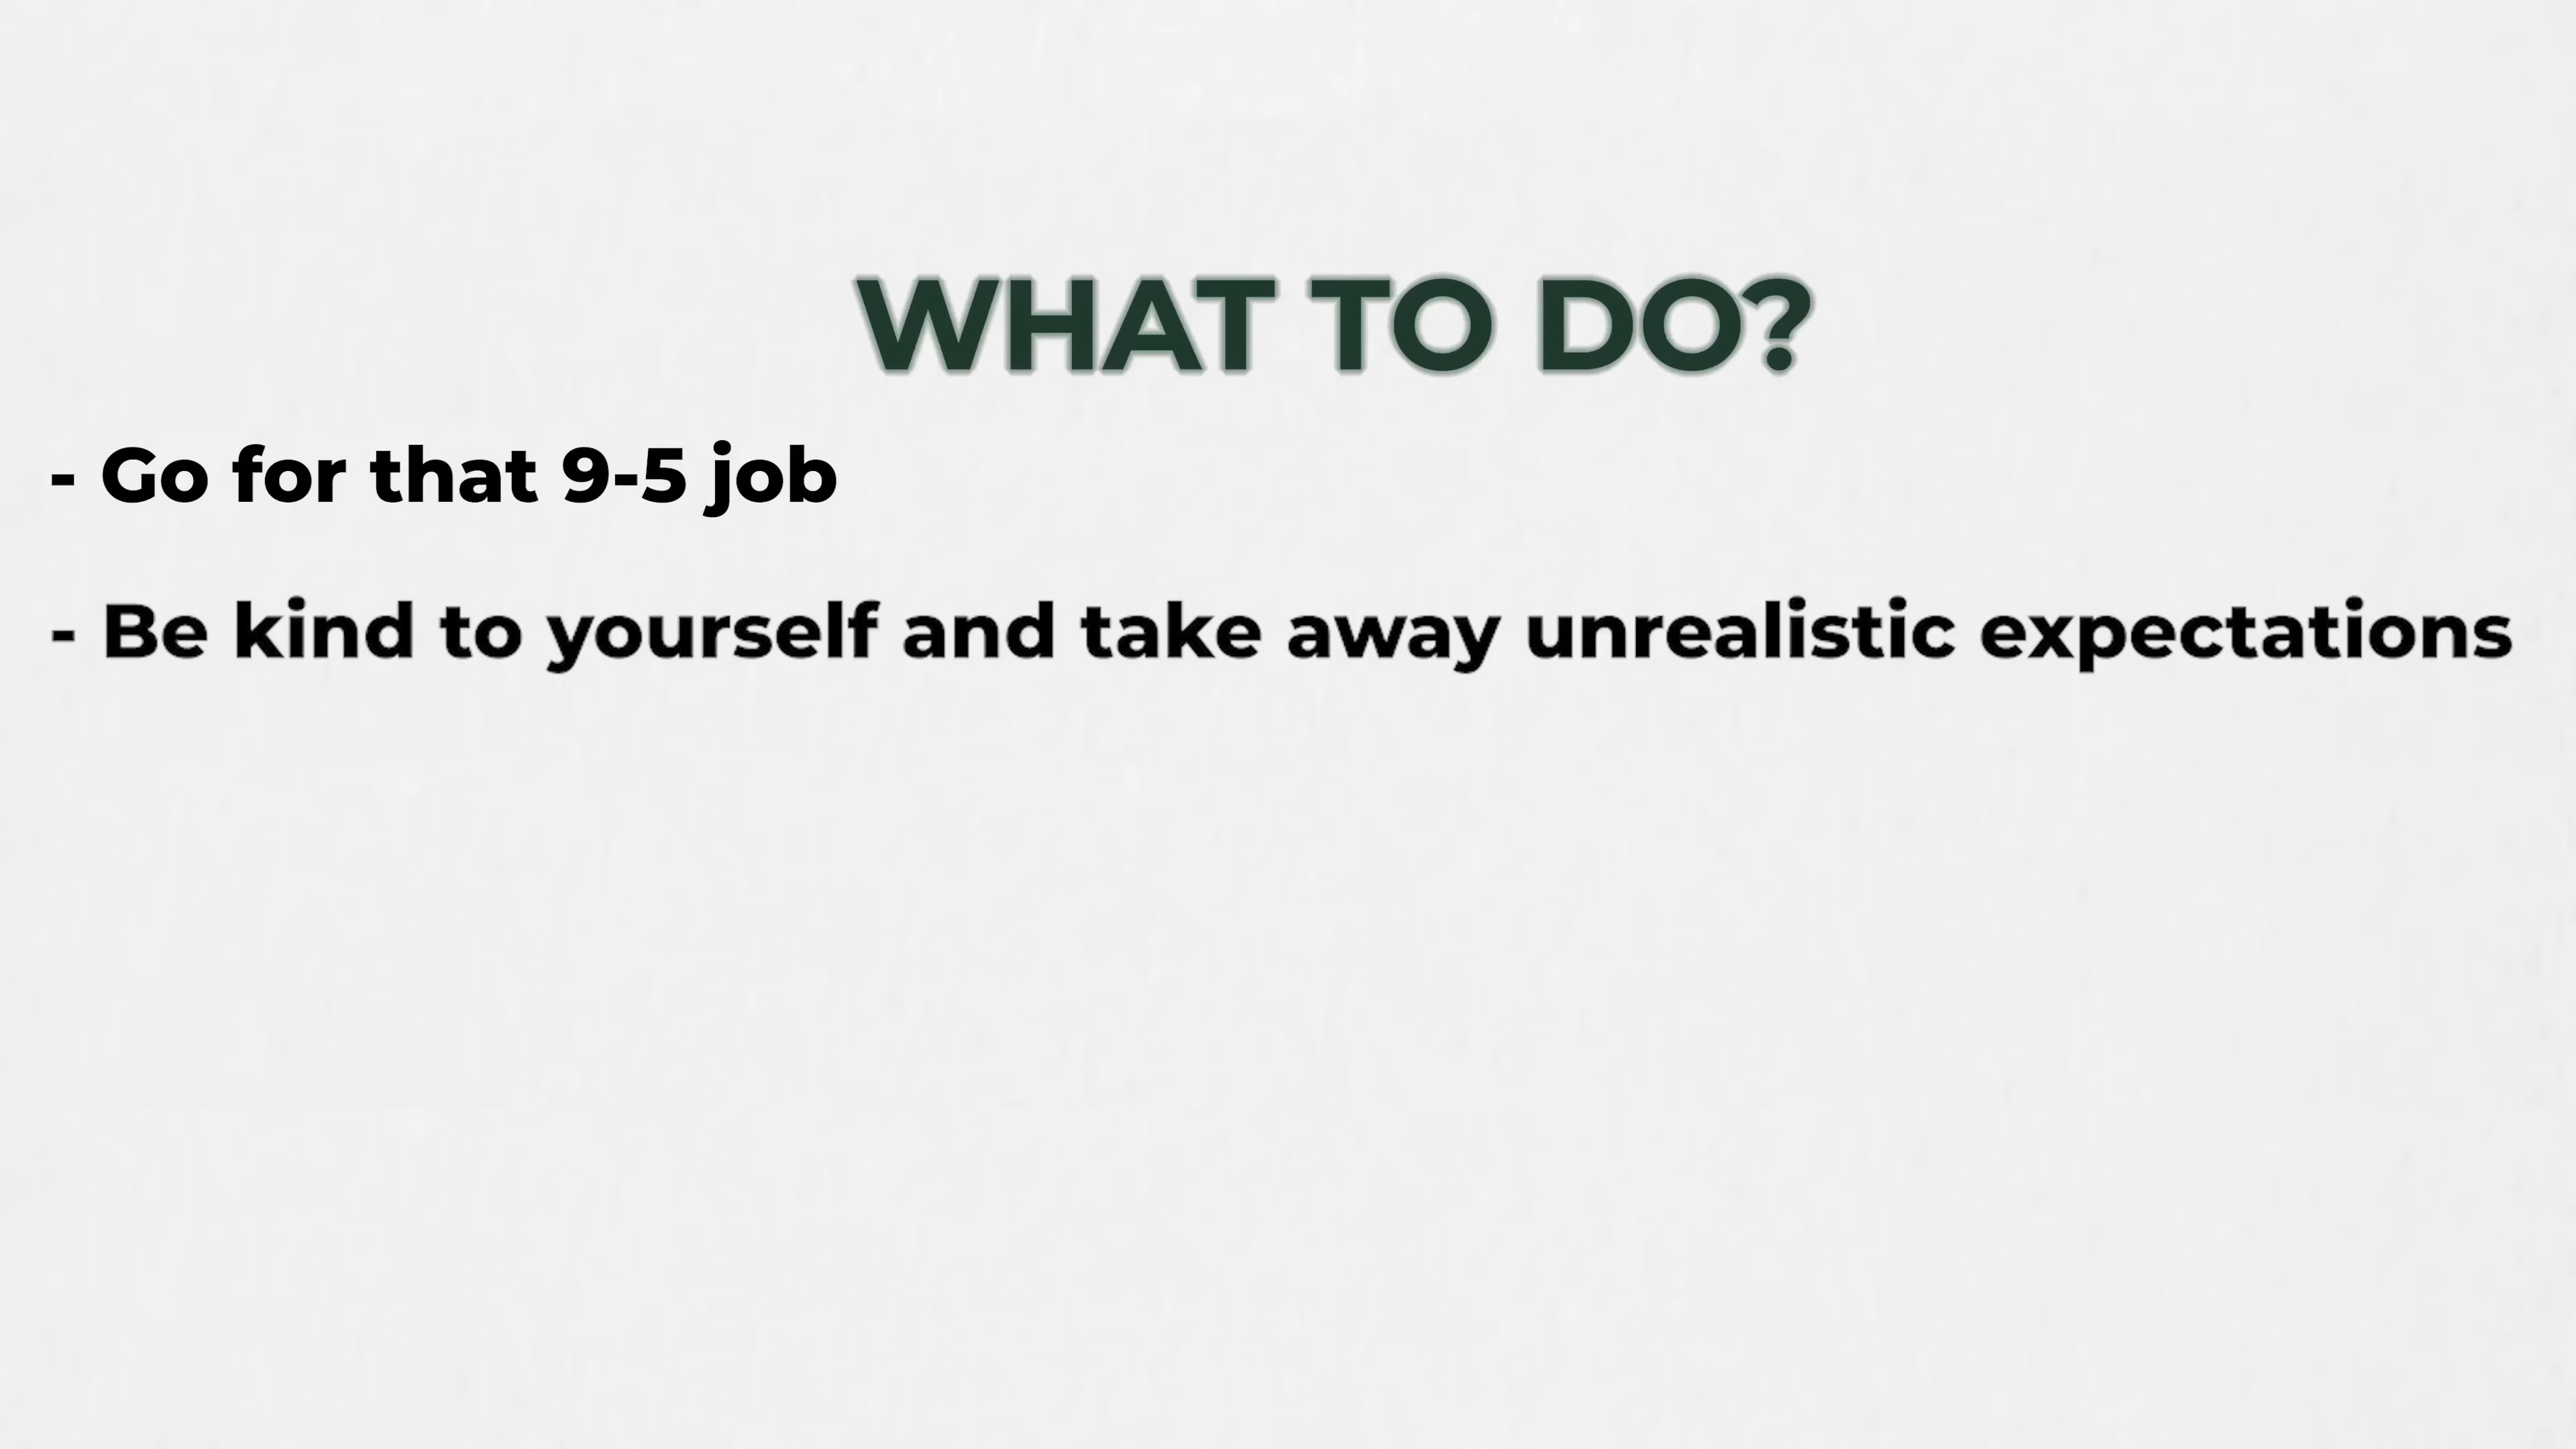 WHAT TO DO?
- Go for that 9-5 job
- Be kind to yourself and take away unrealistic expectations